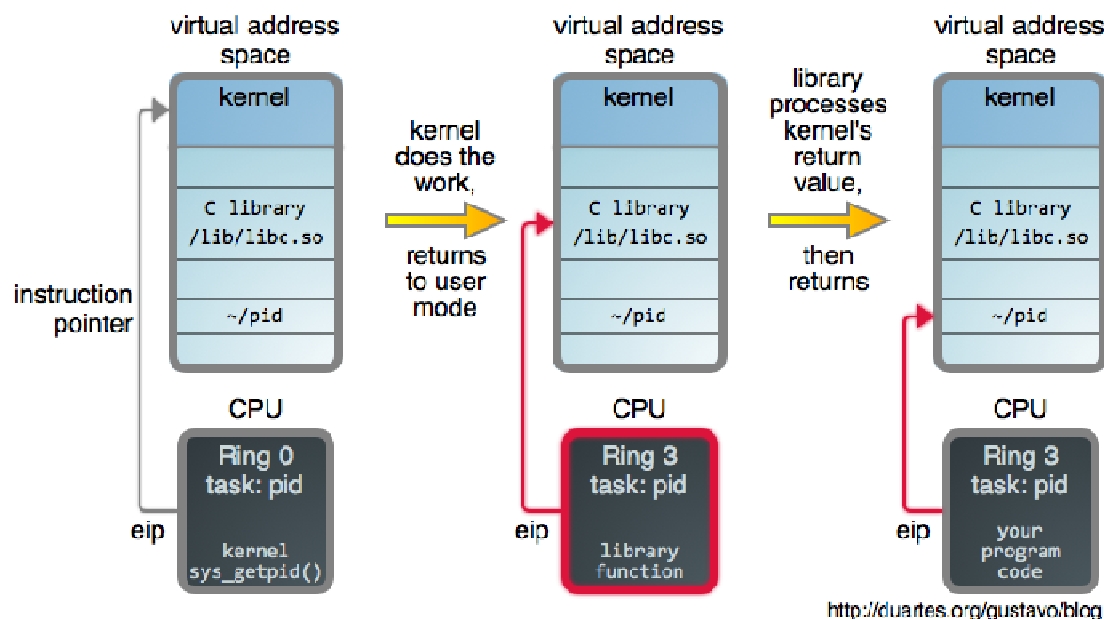 virtual address
space
kernel
C library
/lib/libc.so
~/pid
instruction
pointer
CPU
Ring 0
task: pid
kernel
sys_getpid()
eip
kernel
does the
work,
returns
to user
mode
virtual address
space
kernel
C library
/lib/libc.so
~/pid
CPU
Ring 3
task: pid
library
function
eip
library
processes
kernel's
return
value,
then
returns
virtual address
space
kernel
C library
/lib/libc.so
~/pid
CPU
Ring 3
task: pid
your
program
code
eip
http://duartes.org/gustavo/blog